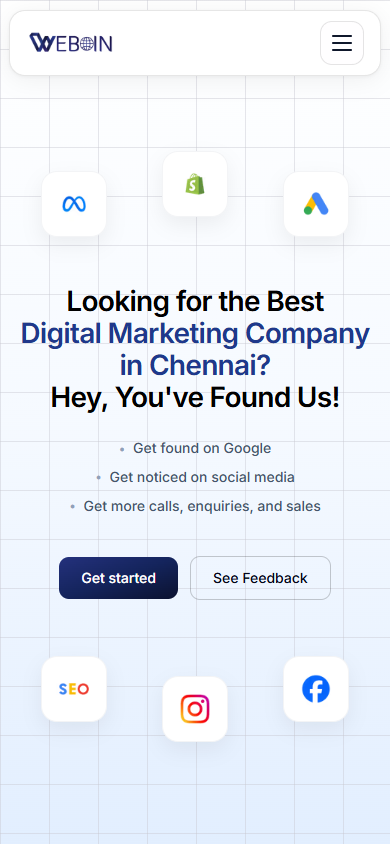 WEBOIN
Looking for the Best
Digital Marketing Company
in Chennai?
Hey, You've Found Us!
• Get found on Google
• Get noticed on social media
• Get more calls, enquiries, and sales
Get started
See Feedback
SEO